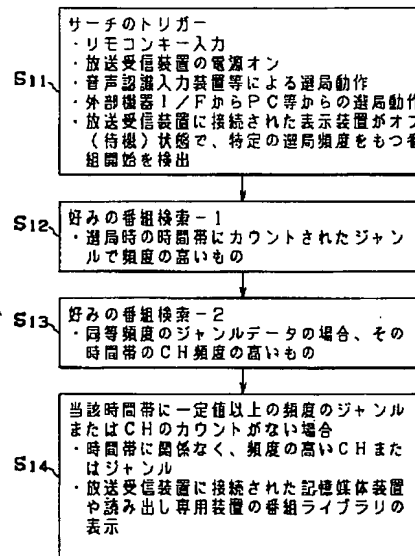 S11
サーチのトリガー
・リモコンキー入力
・放送受信装置の電源オン
・音声認識入力装置等による選局動作
・外部機器I/FからPC等からの選局動作
・放送受信装置に接続された表示装置がオフ
(待機)状態で、特定の選局頻度をもつ番
組開始を検出
S12
好みの番組検索-1
・選局時の時間帯にカウントされたジャン
ルで頻度の高いもの
S13
好みの番組検索-2
・同等頻度のジャンルデータの場合、その
時間帯のCH頻度の高いもの
S14
当該時間帯に一定値以上の頻度のジャンル
またはCHのカウントがない場合
・時間帯に関係なく、頻度の高いCHまた
はジャンル
・放送受信装置に接続された記憶媒体装置
や読み出し専用装置の番組ライブラリの
表示